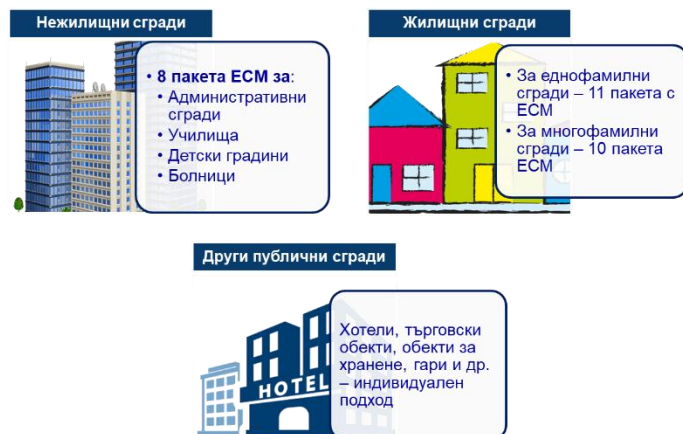 Нежилищни сгради
• 8 пакета ЕСМ за:
• Административни
сгради
• Училища
• Детски градини
• Болници
Жилищни сгради
• За еднофамилни
сгради – 11 пакета с
ЕСМ
• За многофамилни
сгради – 10 пакета
ЕСМ
Други публични сгради
HOTEL
Хотели, търговски
обекти, обекти за
хранене, гари и др.
– индивидуален
подход